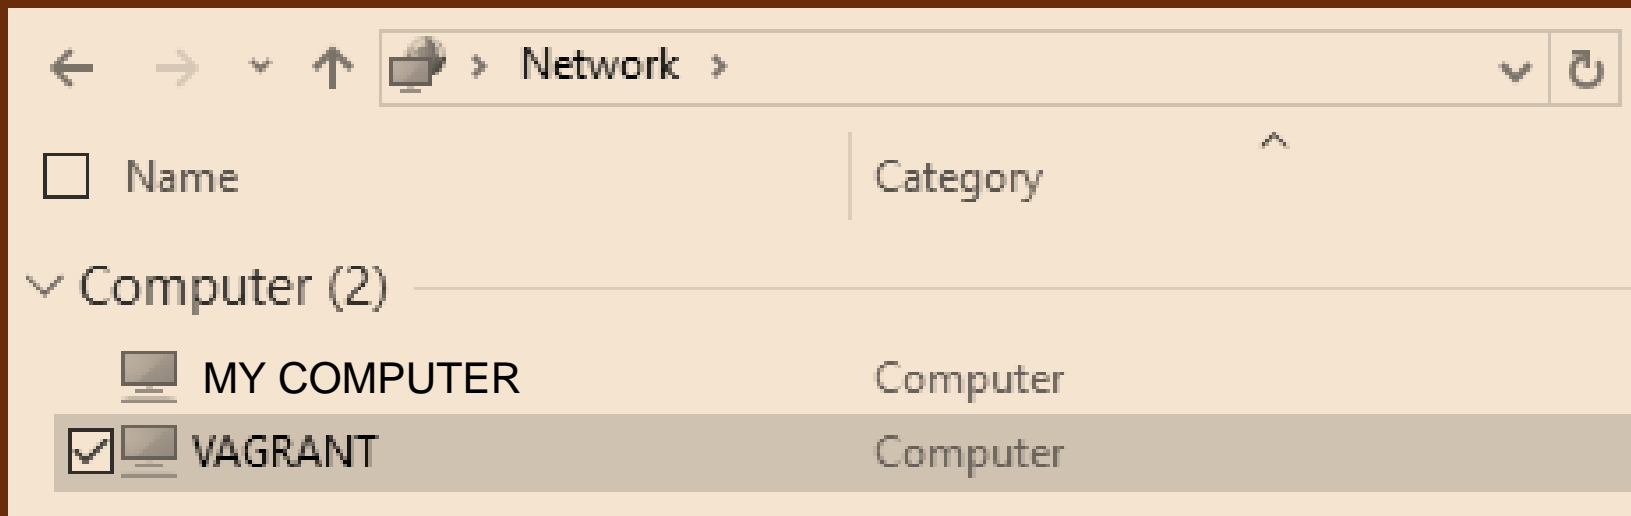 Network
Name Category
Computer (2)
MY COMPUTER Computer
VAGRANT Computer